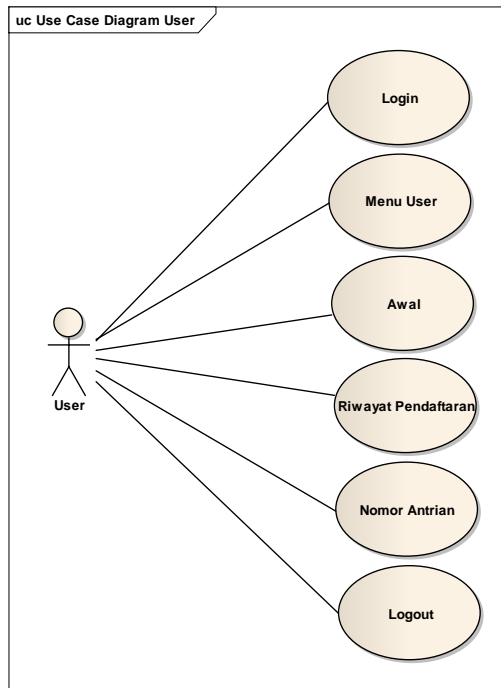 uc Use Case Diagram User
Login
Menu User
Awal
User
Riwayat Pendaftaran
Nomor Antrian
Logout